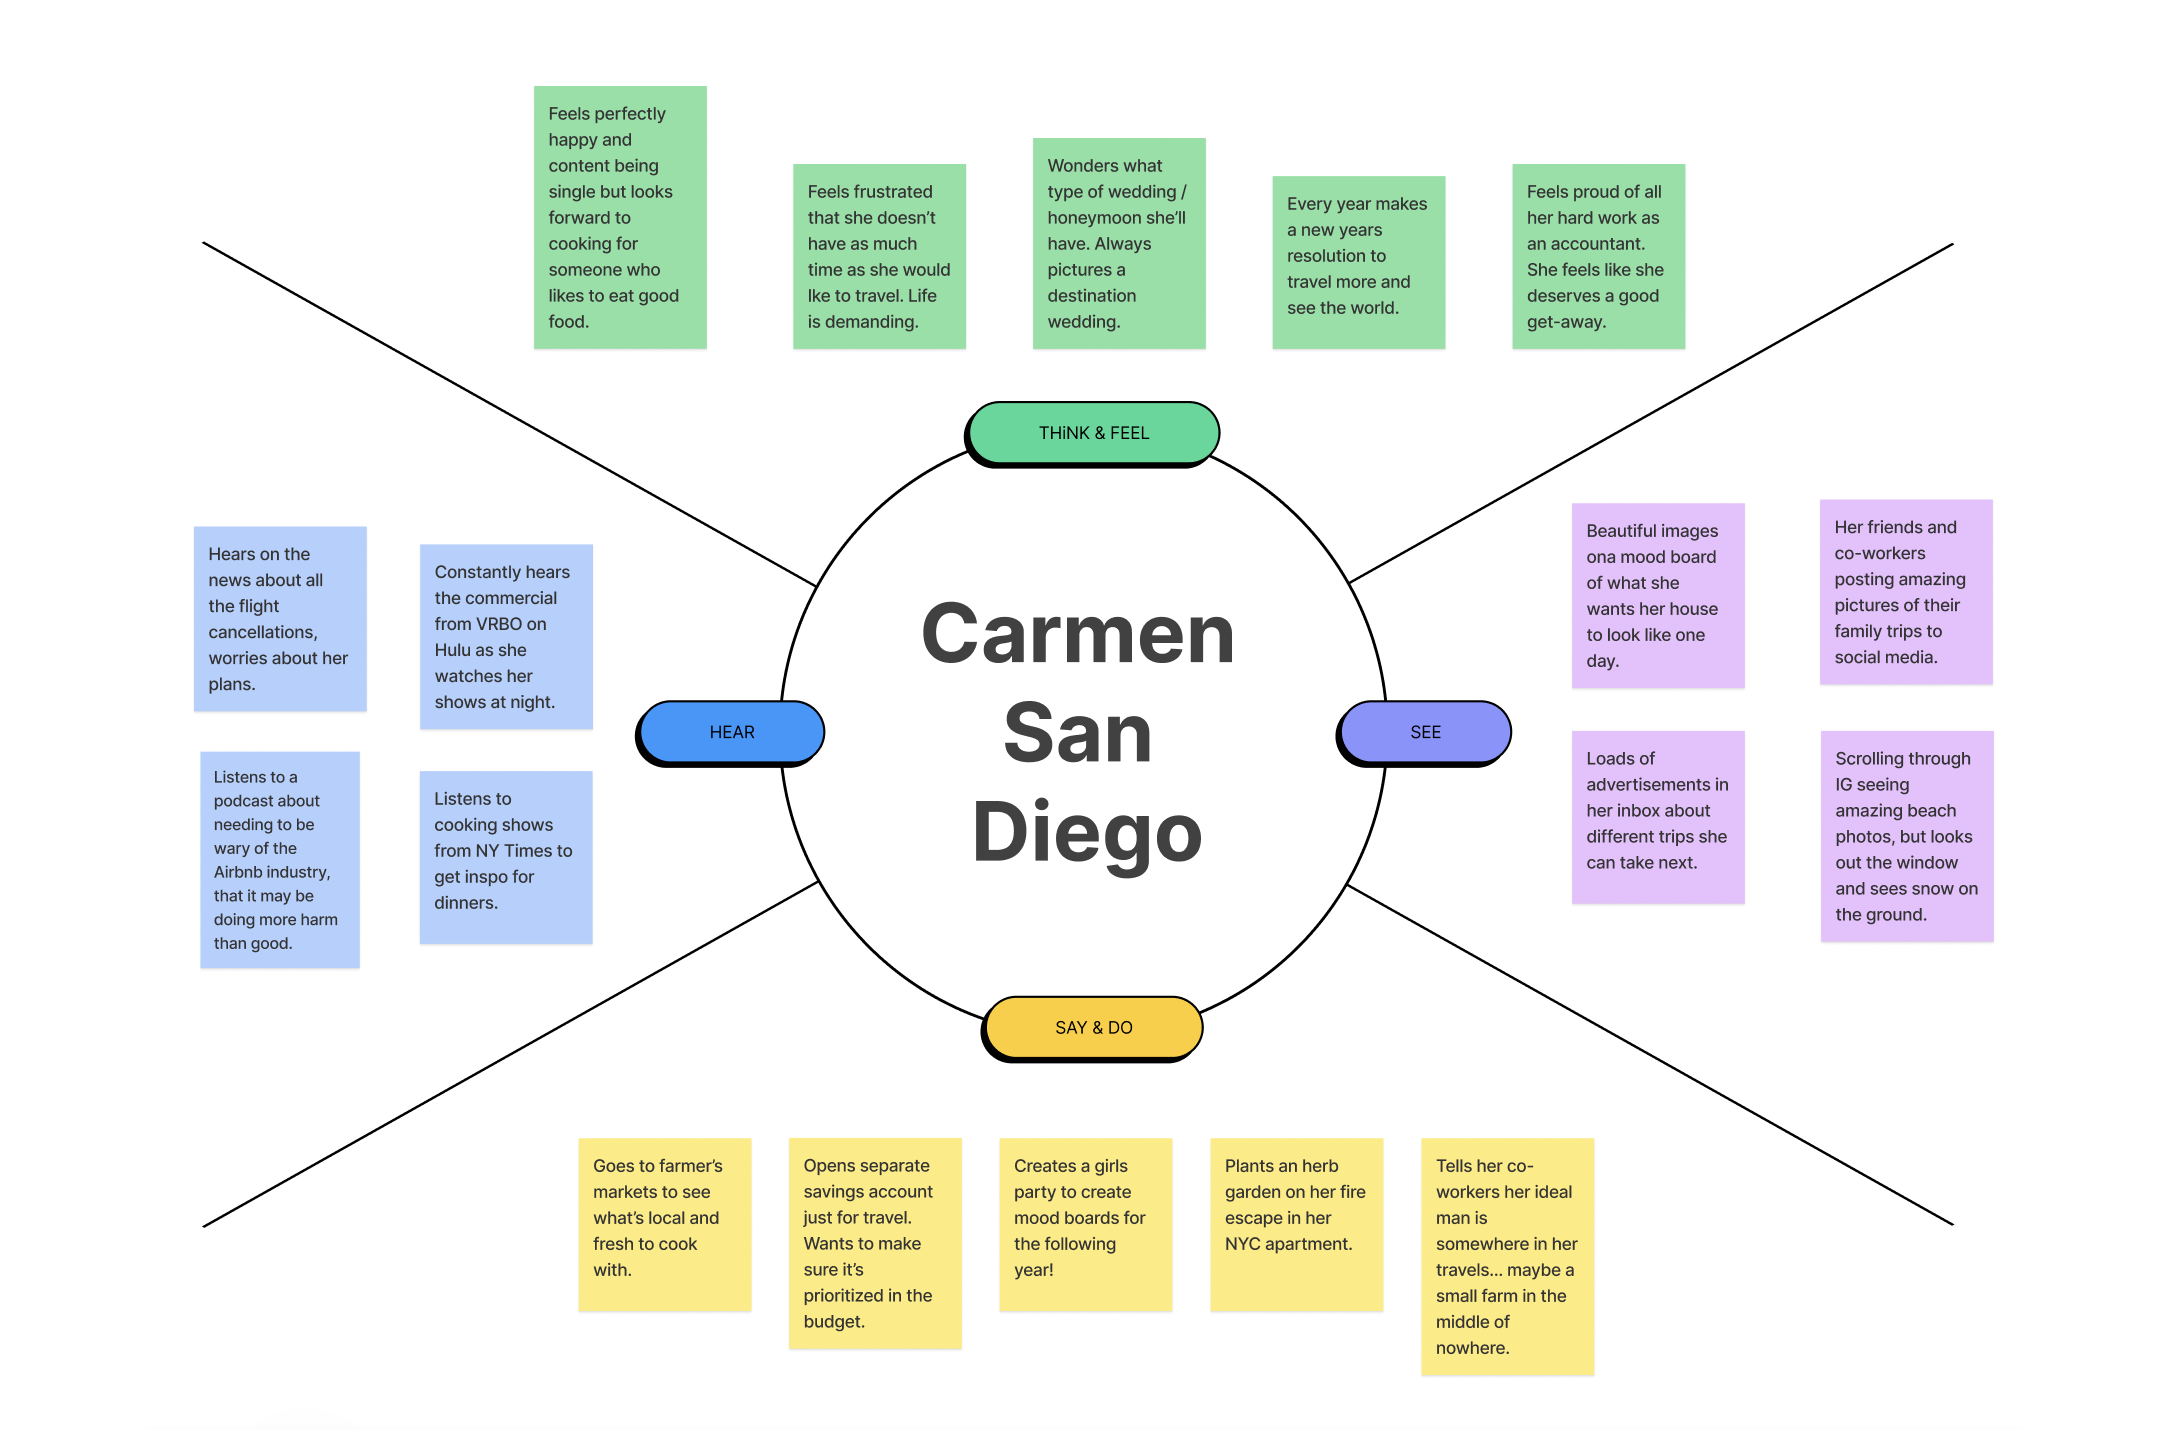 Feels perfectly
happy and
content being
single but looks
forward to
cooking for
someone who
likes to eat good
food.
Feels frustrated
that she doesn't
have as much
time as she would
lke to travel. Life
is demanding.
Wonders what
type of wedding /
honeymoon she'll
have. Always
pictures a
destination
wedding.
Every year makes
a new years
resolution to
travel more and
see the world.
Feels proud of all
her hard work as
an accountant.
She feels like she
deserves a good
get-away.
THiNK & FEEL
Hears on the
news about all
the flight
cancellations,
worries about her
plans.
Constantly hears
the commercial
from VRBO on
Hulu as she
watches her
shows at night.
Listens to a
podcast about
needing to be
wary of the
Airbnb industry,
that it may be
doing more harm
than good.
Listens to
cooking shows
from NY Times to
get inspo for
dinners.
HEAR
Carmen
San
Diego
SEE
Beautiful images
ona mood board
of what she
wants her house
to look like one
day.
Her friends and
co-workers
posting amazing
pictures of their
family trips to
social media.
Loads of
advertisements in
her inbox about
different trips she
can take next.
Scrolling through
IG seeing
amazing beach
photos, but looks
out the window
and sees snow on
the ground.
SAY & DO
Goes to farmer's
markets to see
what's local and
fresh to cook
with.
Opens separate
savings account
just for travel.
Wants to make
sure it's
prioritized in the
budget.
Creates a girls
party to create
mood boards for
the following
year!
Plants an herb
garden on her fire
escape in her
NYC apartment.
Tells her co-
workers her ideal
man is
somewhere in her
travels... maybe a
small farm in the
middle of
nowhere.